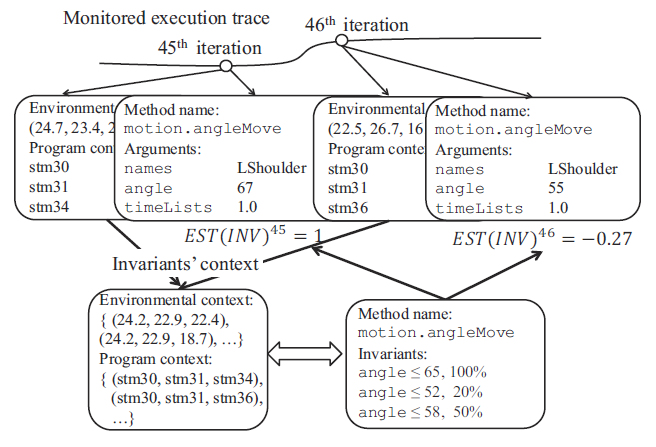 Monitored execution trace
46th iteration
45th iteration
Environment
(24.7, 23.4, 2
Program con
stm30
stm31
stm34
Method name:
motion.angleMove
Arguments:
names LShoulder
angle 67
timeLists 1.0
Environmental
(22.5, 26.7, 16
Program conte
stm30
stm31
stm36
Method name:
motion.angleMove
Arguments:
names LShoulder
angle 55
timeLists 1.0
EST(INV)^45 = 1
EST(INV)^46 = −0.27
Invariants' context
Environmental context:
{ (24.2, 22.9, 22.4),
(24.2, 22.9, 18.7), …}
Program context:
{ (stm30, stm31, stm34),
(stm30, stm31, stm36),
…}
Method name:
motion.angleMove
Invariants:
angle ≤ 65, 100%
angle ≤ 52, 20%
angle ≤ 58, 50%